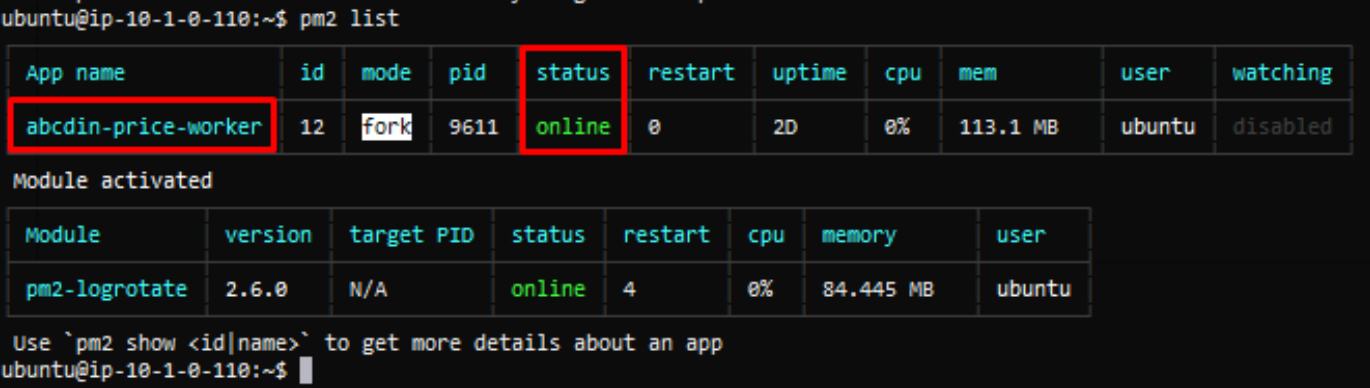 ubuntu@ip-10-1-0-110:~$ pm2 list
App name id mode pid status restart uptime cpu mem user watching
abcdin-price-worker 12 fork 9611 online 0 2D 0% 113.1 MB ubuntu disabled
Module activated
Module version target PID status restart cpu memory user
pm2-logrotate 2.6.0 N/A online 4 0% 84.445 MB ubuntu
Use `pm2 show <id|name>` to get more details about an app
ubuntu@ip-10-1-0-110:~$